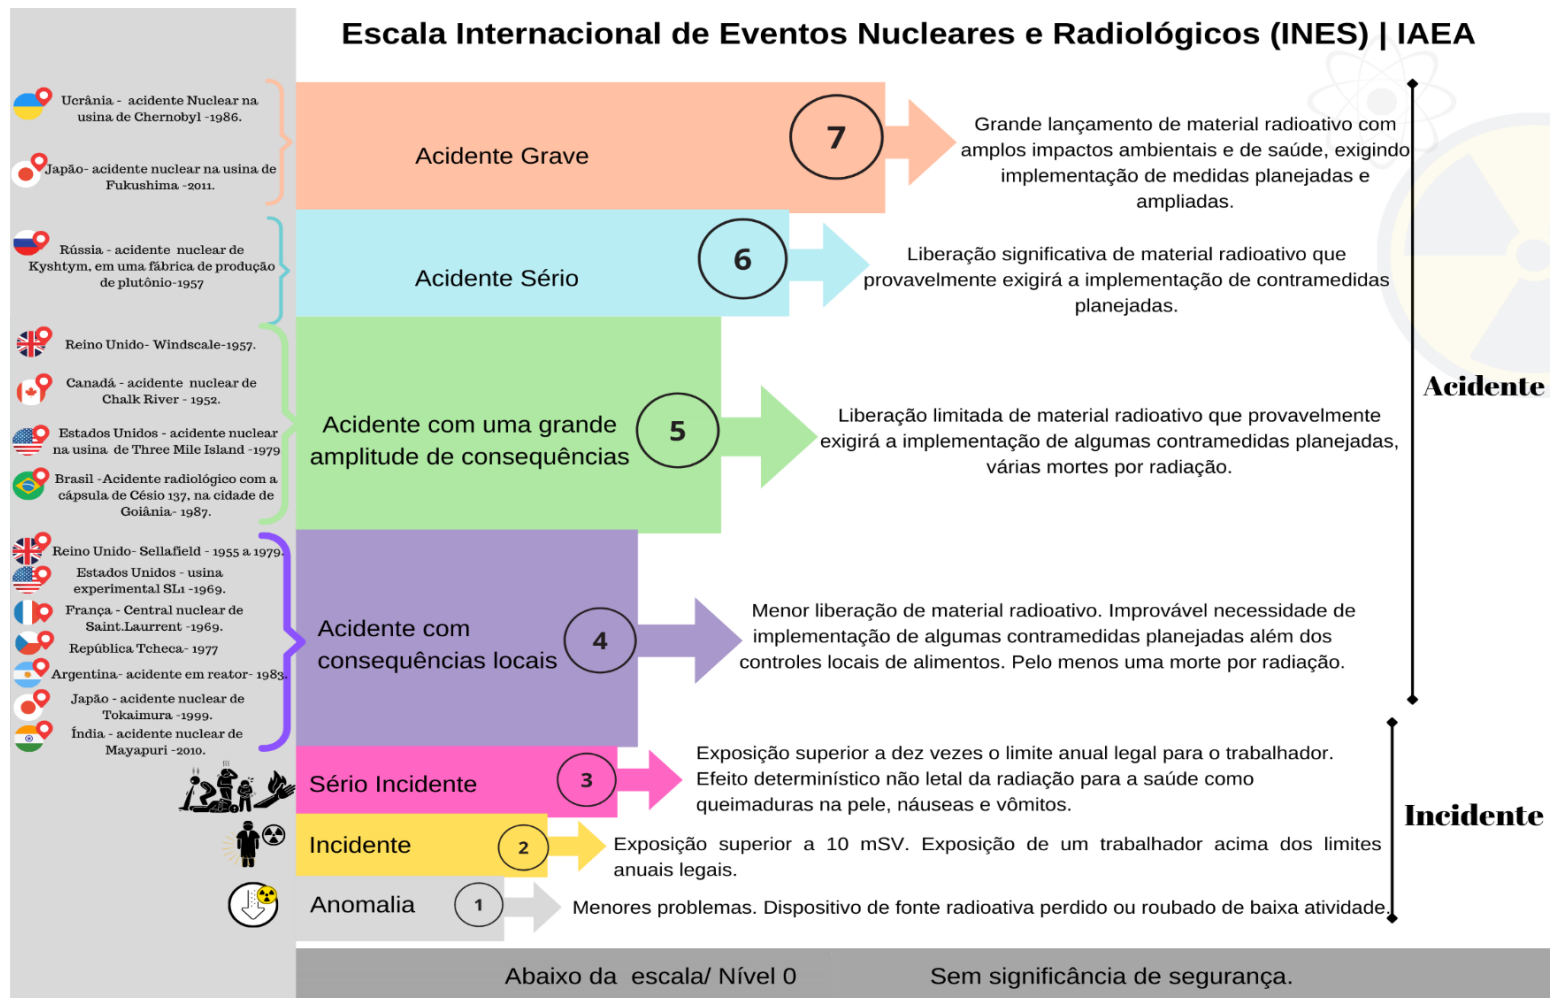 Escala Internacional de Eventos Nucleares e Radiológicos (INES) | IAEA
Ucrânia - acidente Nuclear na
usina de Chernobyl -1986.
Japão- acidente nuclear na usina de
Fukushima -2011.
Acidente Grave
7
Grande lançamento de material radioativo com
amplos impactos ambientais e de saúde, exigindo
implementação de medidas planejadas e
ampliadas.
Rússia - acidente nuclear de
Kyshtym, em uma fábrica de produção
de plutônio-1957
Acidente Sério
6
Liberação significativa de material radioativo que
provavelmente exigirá a implementação de contramedidas
planejadas.
Reino Unido- Windscale-1957.
Canadá - acidente nuclear de
Chalk River - 1952.
Estados Unidos - acidente nuclear
na usina de Three Mile Island -1979
Brasil -Acidente radiológico com a
cápsula de Césio 137, na cidade de
Goiânia- 1987.
Acidente com uma grande
amplitude de consequências
5
Liberação limitada de material radioativo que provavelmente
exigirá a implementação de algumas contramedidas planejadas,
várias mortes por radiação.
Acidente
Reino Unido- Sellafield - 1955 a 1979.
Estados Unidos - usina
experimental SL1 -1969.
França - Central nuclear de
Saint.Laurrent -1969.
República Tcheca- 1977
Argentina- acidente em reator- 1983.
Japão - acidente nuclear de
Tokaimura -1999.
Índia - acidente nuclear de
Mayapuri -2010.
Acidente com
consequências locais
4
Menor liberação de material radioativo. Improvável necessidade de
implementação de algumas contramedidas planejadas além dos
controles locais de alimentos. Pelo menos uma morte por radiação.
Sério Incidente
3
Exposição superior a dez vezes o limite anual legal para o trabalhador.
Efeito determinístico não letal da radiação para a saúde como
queimaduras na pele, náuseas e vômitos.
Incidente
Incidente
2
Exposição superior a 10 mSV. Exposição de um trabalhador acima dos limites
anuais legais.
Anomalia
1
Menores problemas. Dispositivo de fonte radioativa perdido ou roubado de baixa atividade.
Abaixo da escala/ Nível 0
Sem significância de segurança.